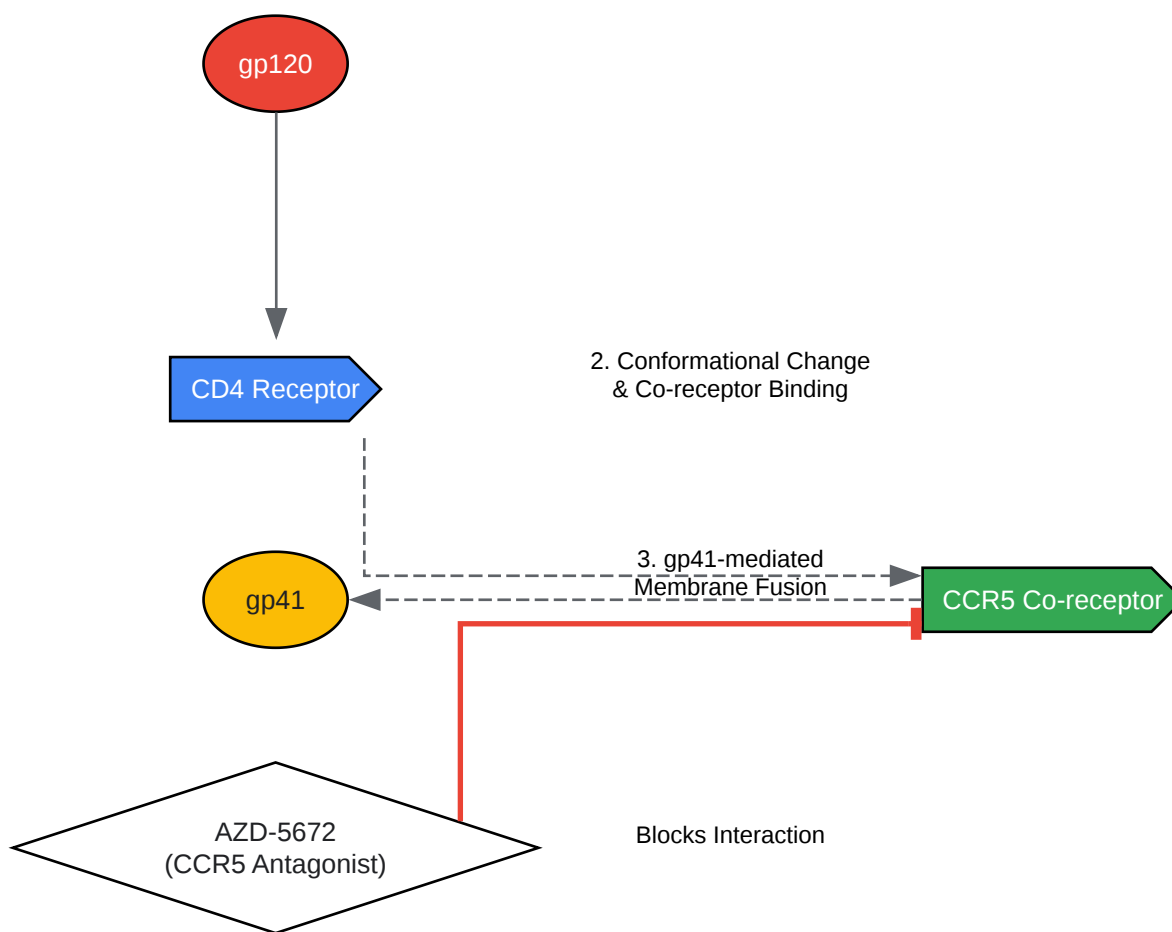 gp120
CD4 Receptor
2. Conformational Change
& Co-receptor Binding
3. gp41-mediated
Membrane Fusion
gp41
CCR5 Co-receptor
AZD-5672
(CCR5 Antagonist)
Blocks Interaction